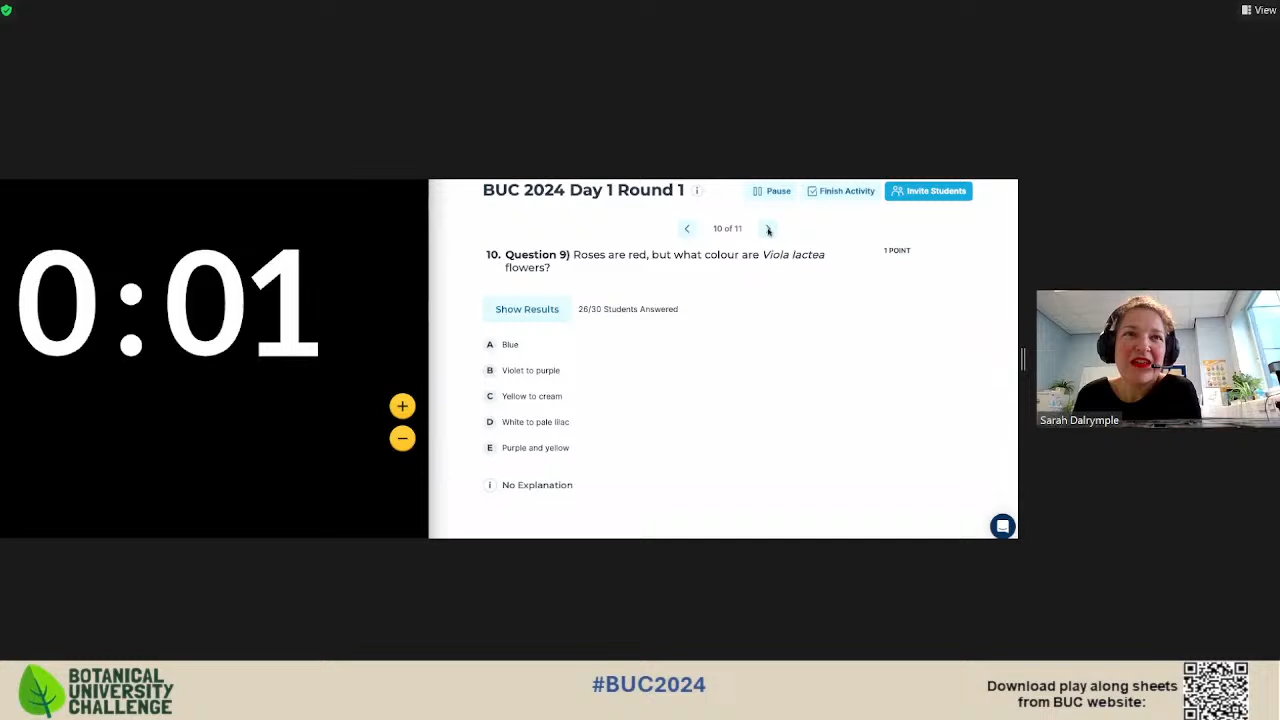 View
0:01
BUC 2024 Day 1 Round 1
Pause
Finish Activity
Invite Students
10 of 11
10. Question 9) Roses are red, but what colour are Viola lactea
flowers?
1 POINT
Show Results
26/30 Students Answered
A Blue
B Violet to purple
C Yellow to cream
D White to pale lilac
E Purple and yellow
No Explanation
Sarah Dalrymple
BOTANICAL
UNIVERSITY
CHALLENGE
#BUC2024
Download play along sheets
from BUC website: